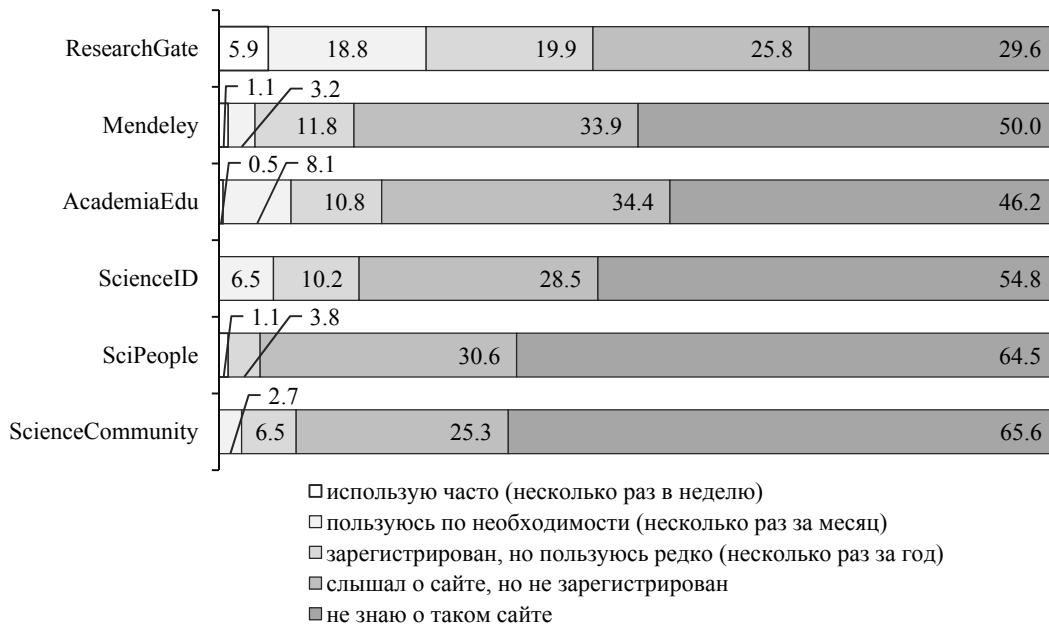 ResearchGate 5.9 18.8 19.9 25.8 29.6
1.1 3.2
Mendeley 11.8 33.9 50.0
0.5 8.1
AcademiaEdu 10.8 34.4 46.2
ScienceID 6.5 10.2 28.5 54.8
1.1 3.8
SciPeople 30.6 64.5
2.7
ScienceCommunity 6.5 25.3 65.6
использую часто (несколько раз в неделю)
пользуюсь по необходимости (несколько раз за месяц)
зарегистрирован, но пользуюсь редко (несколько раз за год)
слышал о сайте, но не зарегистрирован
не знаю о таком сайте